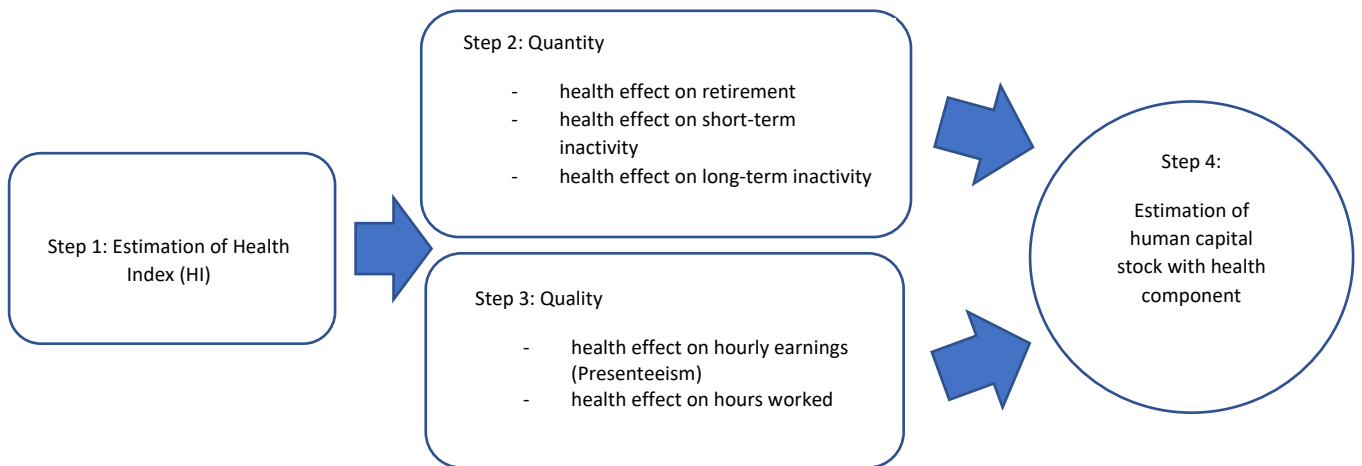 Step 1: Estimation of Health
Index (HI)
Step 2: Quantity
- health effect on retirement
- health effect on short-term
inactivity
- health effect on long-term inactivity
Step 3: Quality
- health effect on hourly earnings
(Presenteeism)
- health effect on hours worked
Step 4:
Estimation of
human capital
stock with health
component